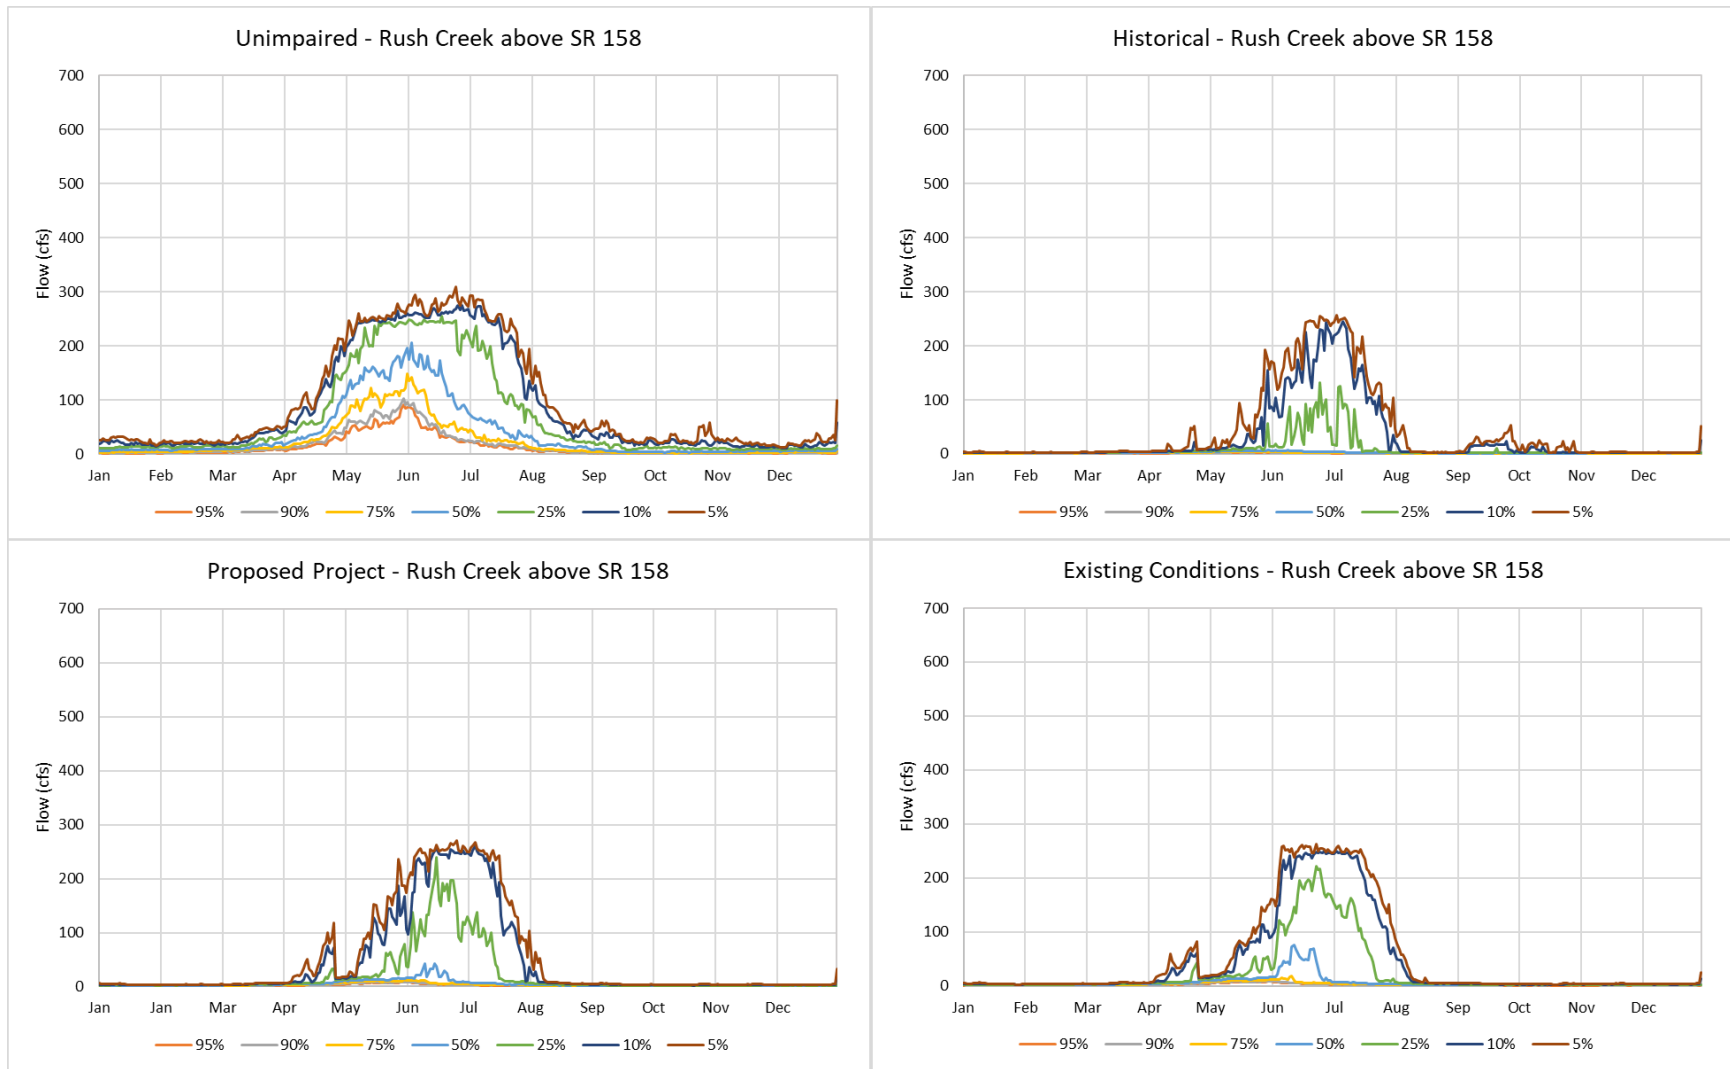 Unimpaired - Rush Creek above SR 158
700
600
500
400
300
200
100
0
Flow (cfs)
Jan Feb Mar Apr May Jun Jul Aug Sep Oct Nov Dec
95% 90% 75% 50% 25% 10% 5%
Historical - Rush Creek above SR 158
700
600
500
400
300
200
100
0
Flow (cfs)
Jan Feb Mar Apr May Jun Jul Aug Sep Oct Nov Dec
95% 90% 75% 50% 25% 10% 5%
Proposed Project - Rush Creek above SR 158
700
600
500
400
300
200
100
0
Flow (cfs)
Jan Jan Mar Apr May Jun Jul Aug Sep Oct Nov Dec
95% 90% 75% 50% 25% 10% 5%
Existing Conditions - Rush Creek above SR 158
700
600
500
400
300
200
100
0
Flow (cfs)
Jan Feb Mar Apr May Jun Jul Aug Sep Oct Nov Dec
95% 90% 75% 50% 25% 10% 5%